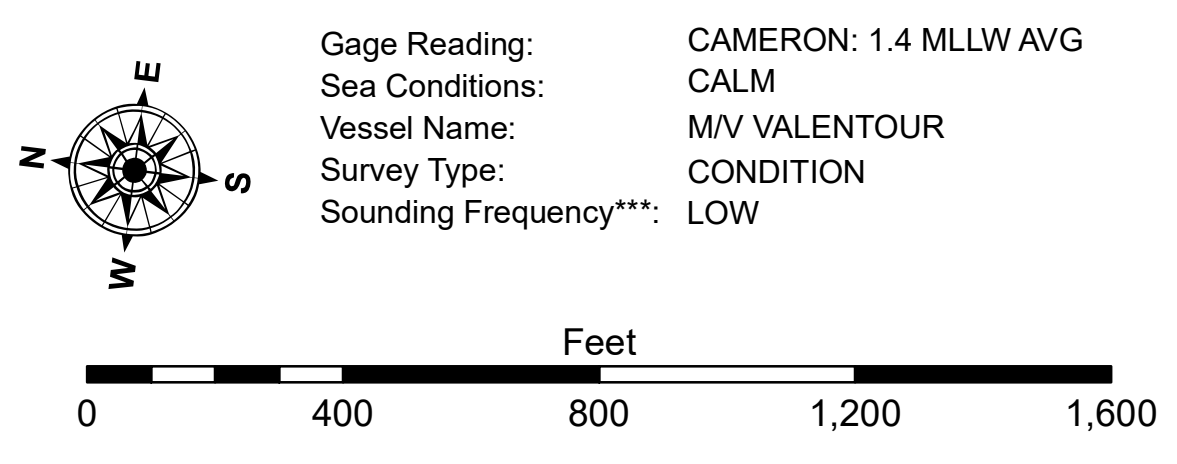 E
N
S
W
Gage Reading: CAMERON: 1.4 MLLW AVG
Sea Conditions: CALM
Vessel Name: M/V VALENTOUR
Survey Type: CONDITION
Sounding Frequency***: LOW
Feet
0 400 800 1,200 1,600